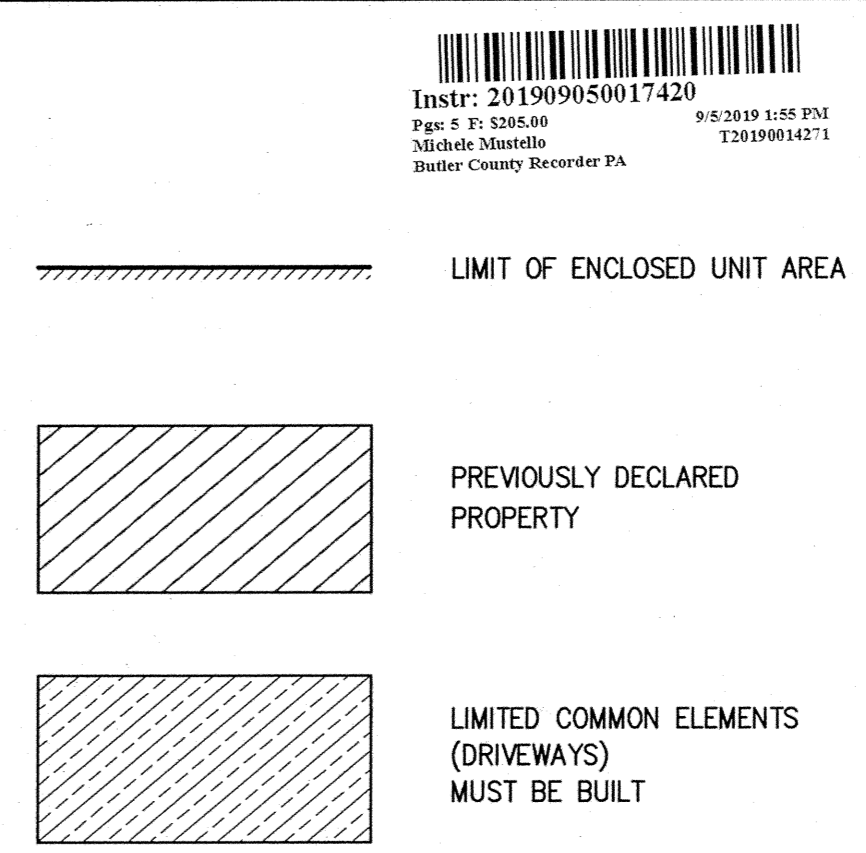 Instr: 201909050017420
Pgs: 5 F: $205.00 9/5/2019 1:55 PM
Michele Mustello T20190014271
Butler County Recorder PA
LIMIT OF ENCLOSED UNIT AREA
PREVIOUSLY DECLARED
PROPERTY
LIMITED COMMON ELEMENTS
(DRIVEWAYS)
MUST BE BUILT